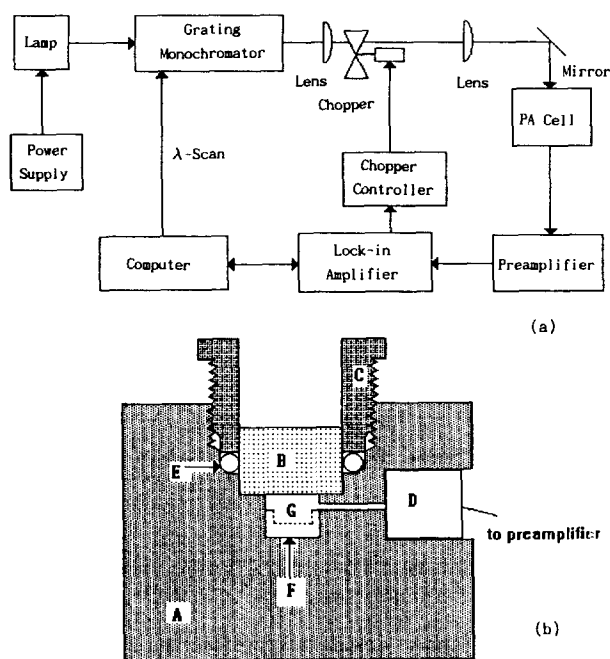 Lamp
Grating
Monochromator
Lens
Chopper
Lens
Mirror
PA Cell
Power
Supply
λ-Scan
Chopper
Controller
Computer
Lock-in
Amplifier
Preamplifier
(a)
C
B
E
G
D
to preamplifier
F
A
(b)